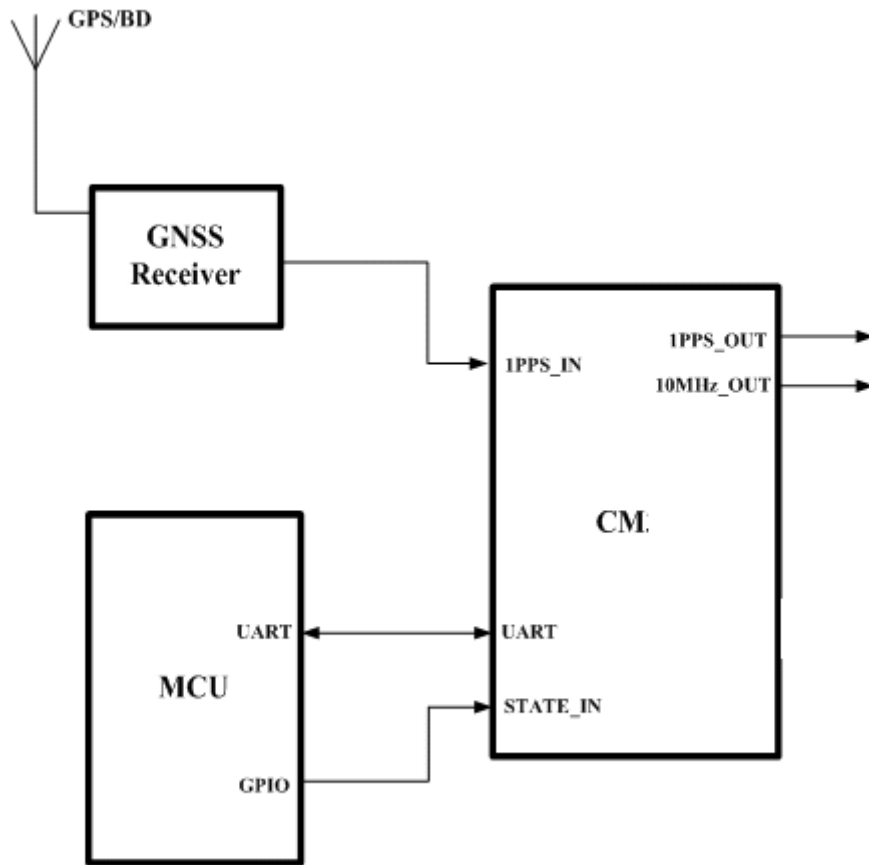 GPS/BD
GNSS
Receiver
1PPS_IN
1PPS_OUT
10MHz_OUT
UART
MCU
GPIO
UART
STATE_IN